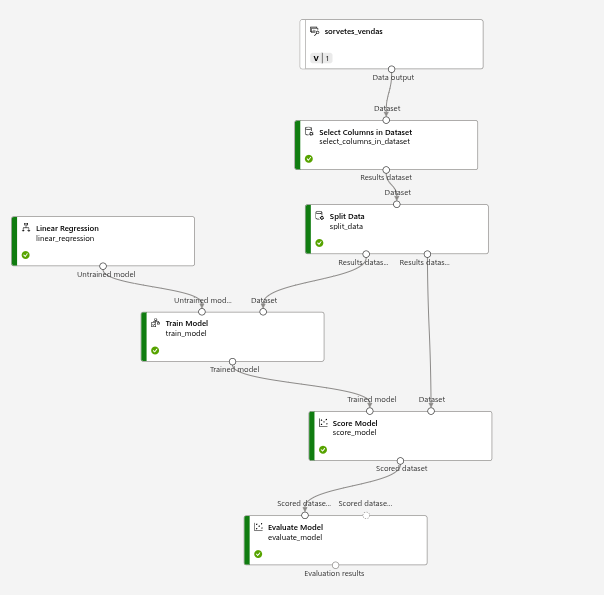 sorvetes_vendas
V 1
Data output
Dataset
Select Columns in Dataset
select_columns_in_dataset
Results dataset
Dataset
Split Data
split_data
Results datas...
Results datas...
Linear Regression
linear_regression
Untrained model
Untrained mod...
Dataset
Train Model
train_model
Trained model
Trained model
Dataset
Score Model
score_model
Scored dataset
Scored datase...
Scored datase...
Evaluate Model
evaluate_model
Evaluation results